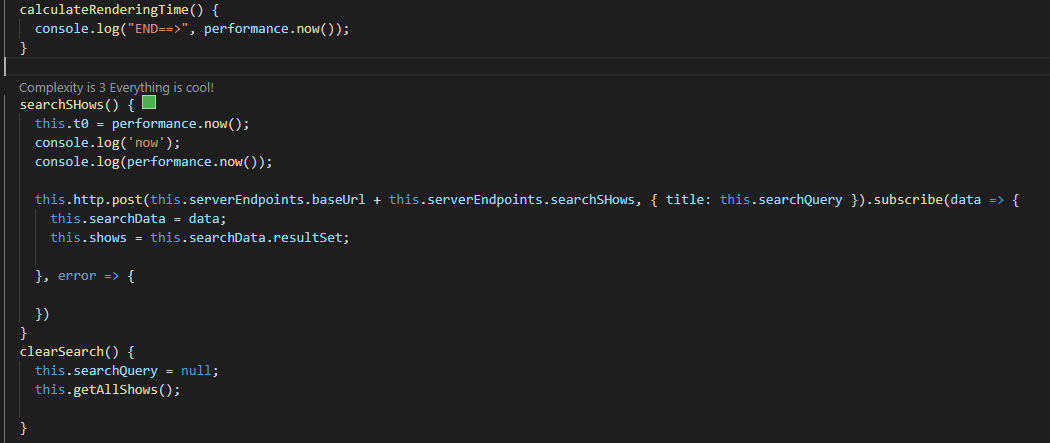 calculateRenderingTime() {
console.log("END==>", performance.now());
}
Complexity is 3 Everything is cool!
searchSHows() {
this.t0 = performance.now();
console.log('now');
console.log(performance.now());
this.http.post(this.serverEndpoints.baseUrl + this.serverEndpoints.searchSHows, { title: this.searchQuery }).subscribe(data => {
this.searchData = data;
this.shows = this.searchData.resultSet;
}, error => {
})
}
clearSearch() {
this.searchQuery = null;
this.getAllShows();
}